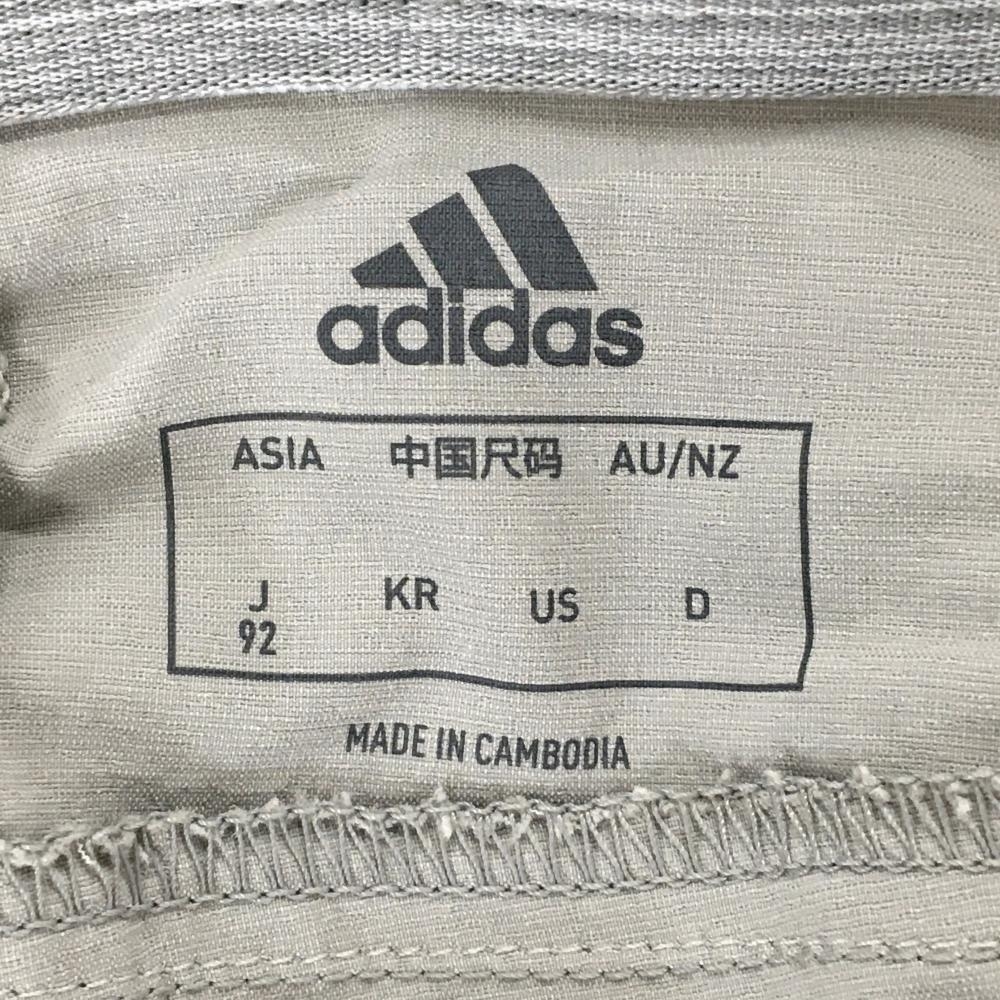 adidas
ASIA 中国尺码 AU/NZ
J KR US D
92
MADE IN CAMBODIA